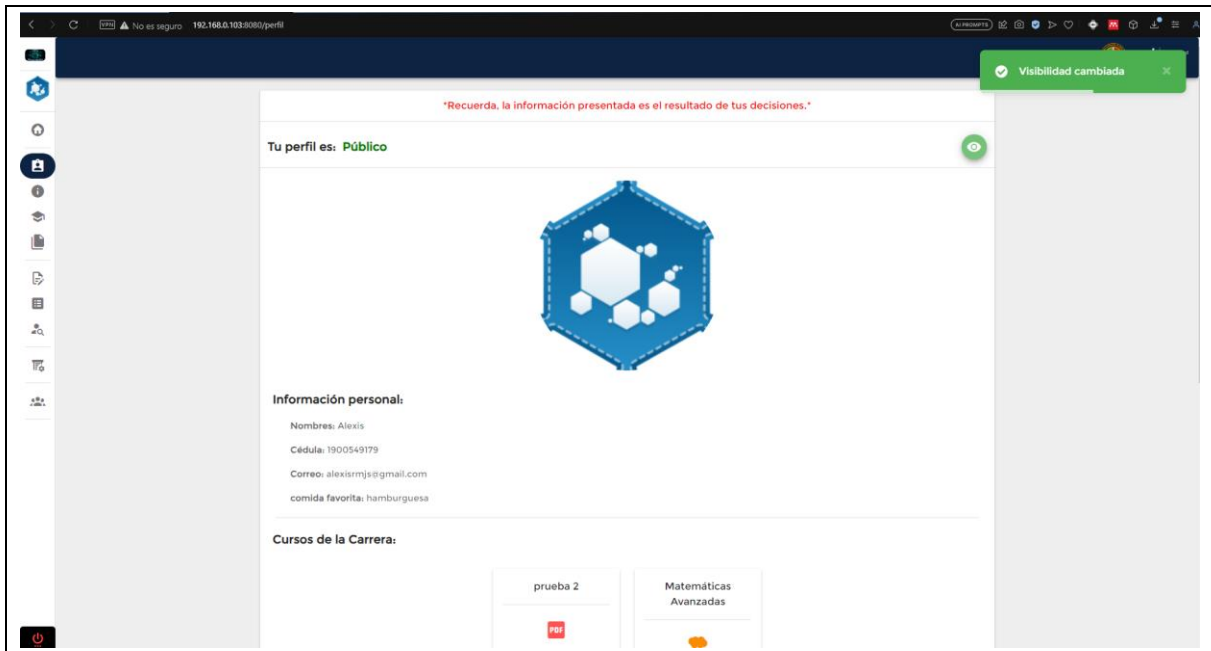 VPN No es seguro 192.168.0.103:8080/perfil
AI PROMPTS
Visibilidad cambiada
*Recuerda, la información presentada es el resultado de tus decisiones.*
Tu perfil es: Público
Información personal:
Nombres: Alexis
Cédula: 1900549179
Correo: alexisrmjs@gmail.com
comida favorita: hamburguesa
Cursos de la Carrera:
prueba 2
Matemáticas
Avanzadas
PDF